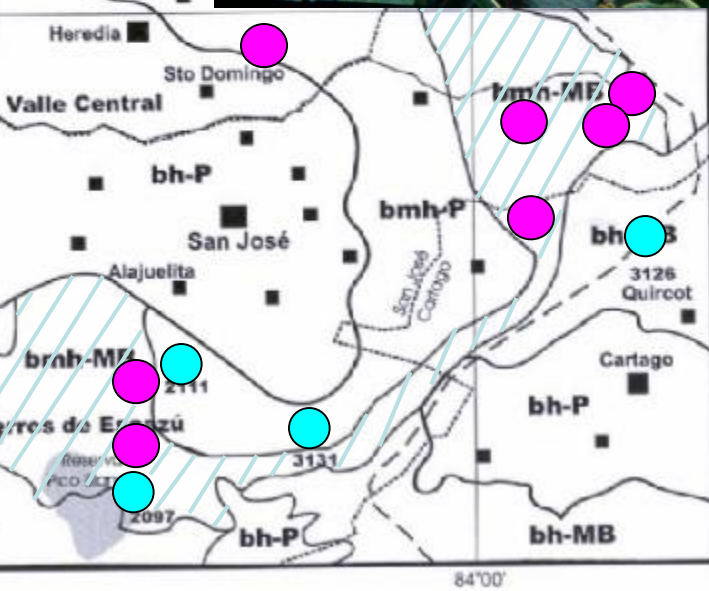 Heredia
Sto Domingo
Valle Central
bmh-MB
bh-P
bmh-P
San José
San José
Cartago
3126
Quircot
Alajuelita
bmh-MB
2111
Cartago
bh-P
3131
2097
bh-P
bh-MB
84°00'